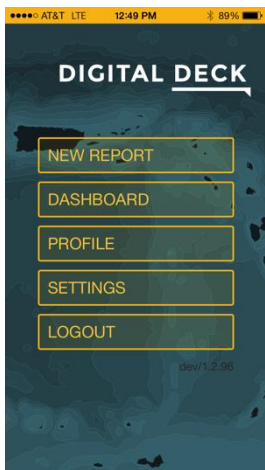 AT&T LTE 12:49 PM 89%
DIGITAL DECK
NEW REPORT
DASHBOARD
PROFILE
SETTINGS
LOGOUT
dev/1.2.96